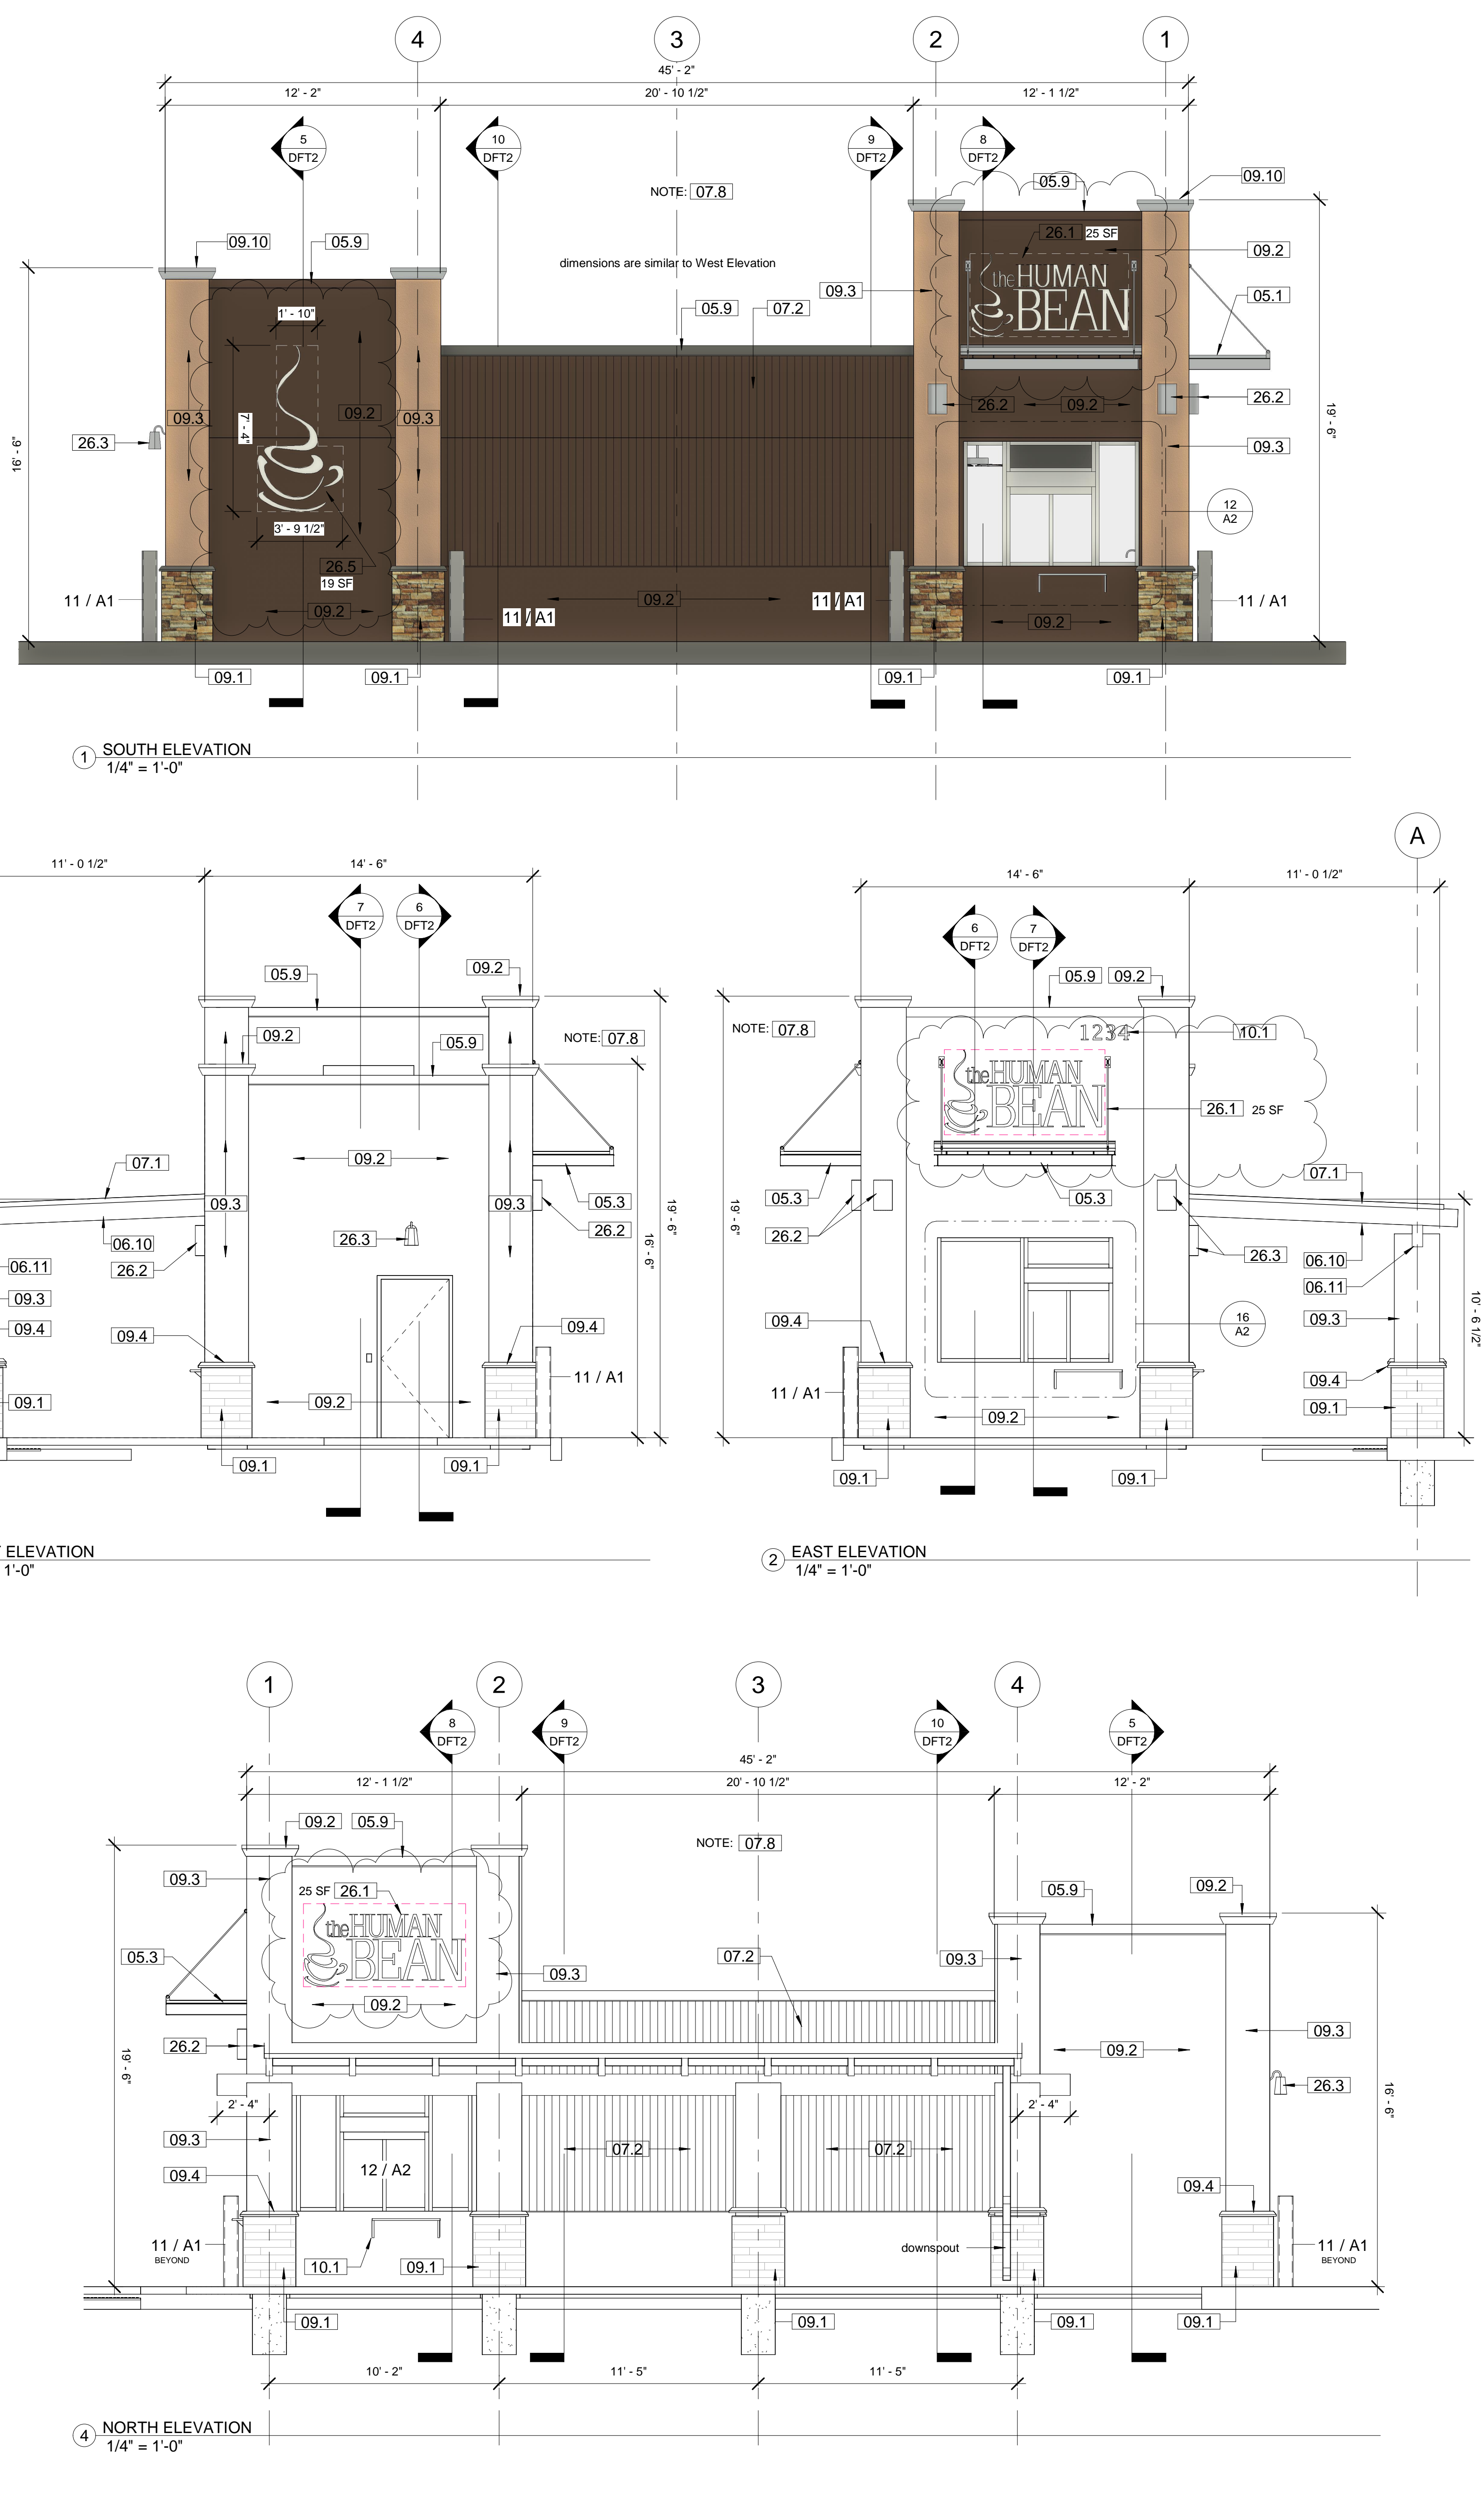 4 3 2 1
45' - 2"
12' - 2" 20' - 10 1/2" 12' - 1 1/2"
5 DFT2 10 DFT2 9 DFT2 8 DFT2
NOTE: 07.8
05.9 09.10
09.10 05.9 26.1 25 SF 09.2
dimensions are similar to West Elevation
09.3 05.1
05.9 07.2
the HUMAN
BEAN
1' - 10"
09.3 09.2 09.3 26.2 09.2 26.2
7' - 4"
26.3 09.3
16' - 6" 19' - 6"
12 A2
3' - 9 1/2"
26.5
19 SF
11 / A1 09.2 11 / A1 09.2 11 / A1 09.2 11 / A1
09.1 09.1 09.1 09.1
1 SOUTH ELEVATION
1/4" = 1'-0"
A
11' - 0 1/2" 14' - 6"
7 DFT2 6 DFT2
05.9 09.2
09.2 05.9 NOTE: 07.8
07.1 09.2
09.3 09.3 05.3
06.10 26.3 26.2
06.11 26.2
09.3
09.4 09.4 09.4
19' - 6"
16' - 6"
11 / A1
09.1 09.2
09.1 09.1
ELEVATION
1'-0"
14' - 6" 11' - 0 1/2"
6 DFT2 7 DFT2
05.9 09.2
NOTE: 07.8 1234 10.1
the HUMAN
BEAN
26.1 25 SF
07.1
05.3 05.3
19' - 6"
26.2 26.3 06.10
06.11
09.4 16 A2 09.3
10' - 6 1/2"
09.4
11 / A1 09.2 09.1
09.1 09.1
2 EAST ELEVATION
1/4" = 1'-0"
1 2 3 4
8 DFT2 9 DFT2 10 DFT2 5 DFT2
45' - 2"
12' - 1 1/2" 20' - 10 1/2" 12' - 2"
09.2 05.9 NOTE: 07.8
09.3 25 SF 26.1 05.9 09.2
the HUMAN
BEAN
05.3 09.3 07.2 09.3
09.2 09.3
26.2 09.2
19' - 6" 26.3
2' - 4" 2' - 4" 16' - 6"
09.3 07.2 07.2
09.4 12 / A2 09.4
11 / A1 downspout 11 / A1
BEYOND 10.1 09.1 BEYOND
09.1 09.1 09.1 09.1
10' - 2" 11' - 5" 11' - 5"
4 NORTH ELEVATION
1/4" = 1'-0"